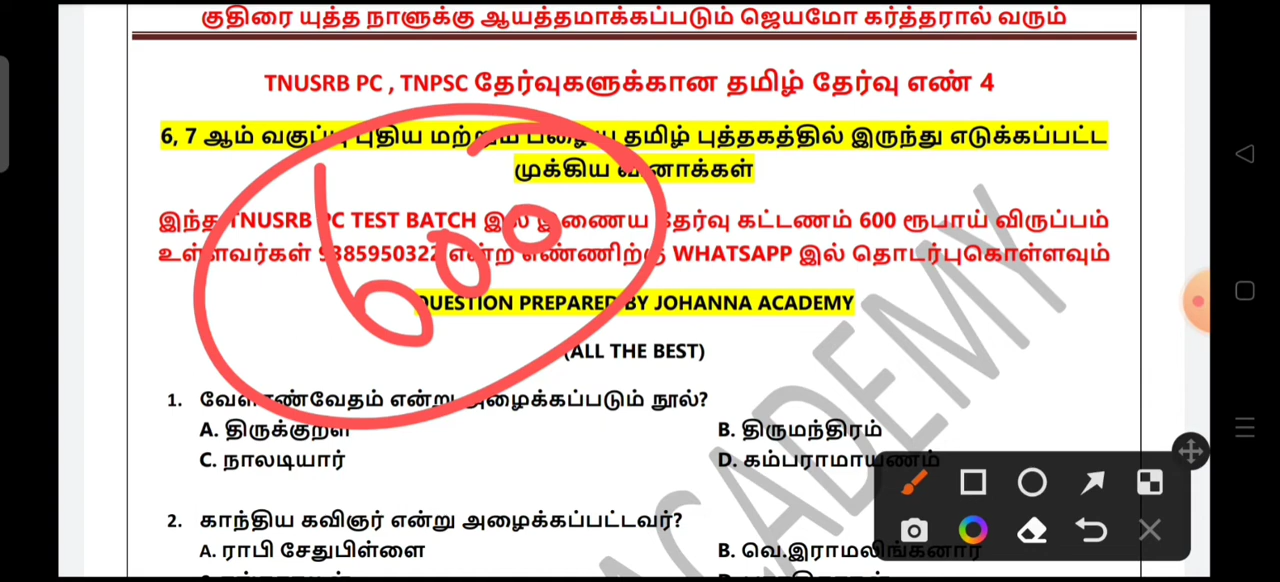 குதிரை யுத்த நாளுக்கு ஆயத்தமாக்கப்படும் ஜெயமோ கர்த்தரால் வரும்
TNUSRB PC , TNPSC தேர்வுகளுக்கான தமிழ் தேர்வு எண் 4
6, 7 ஆம் வகுப்பு புதிய மற்றும் பழைய தமிழ் புத்தகத்தில் இருந்து எடுக்கப்பட்ட
முக்கிய வினாக்கள்
இந்த TNUSRB PC TEST BATCH இல் இணைய தேர்வு கட்டணம் 600 ரூபாய் விருப்பம்
உள்ளவர்கள் 9385950322 என்ற எண்ணிற்கு WHATSAPP இல் தொடர்புகொள்ளவும்
600
QUESTION PREPARED BY JOHANNA ACADEMY
(ALL THE BEST)
1. வேளாண்வேதம் என்று அழைக்கப்படும் நூல்?
A. திருக்குறள் B. திருமந்திரம்
C. நாலடியார் D. கம்பராமாயணம்
2. காந்திய கவிஞர் என்று அழைக்கப்பட்டவர்?
A. ராபி சேதுபிள்ளை B. வெ.இராமலிங்கனார்
ACADEMY